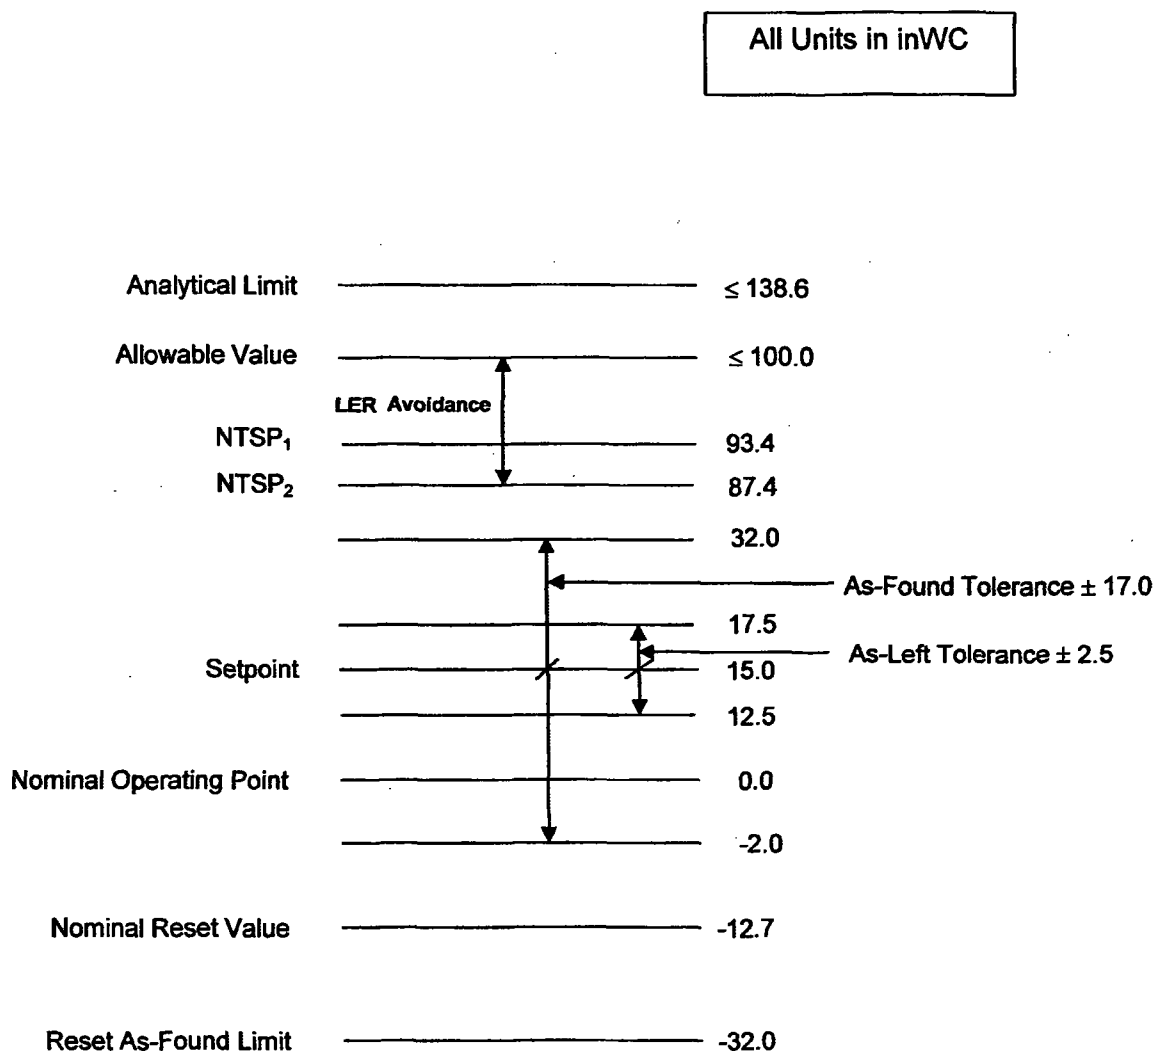 All Units in inWC
Analytical Limit ≤ 138.6
Allowable Value ≤ 100.0
LER Avoidance
NTSP₁ 93.4
NTSP₂ 87.4
32.0
As-Found Tolerance ± 17.0
17.5
As-Left Tolerance ± 2.5
Setpoint 15.0
12.5
Nominal Operating Point 0.0
-2.0
Nominal Reset Value -12.7
Reset As-Found Limit -32.0